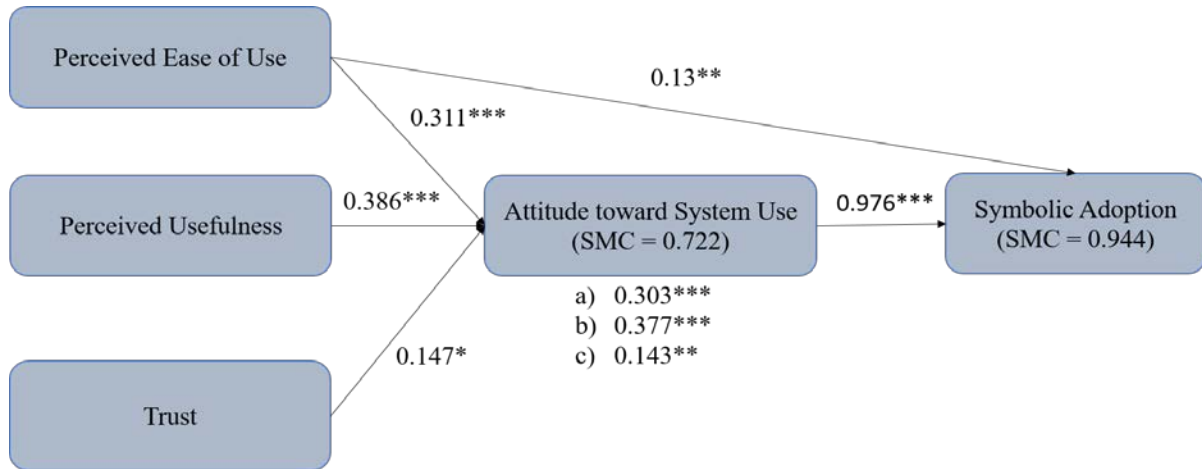 Perceived Ease of Use
0.13**
0.311***
Perceived Usefulness
0.386***
Attitude toward System Use
(SMC = 0.722)
0.976***
Symbolic Adoption
(SMC = 0.944)
a) 0.303***
b) 0.377***
c) 0.143**
0.147*
Trust